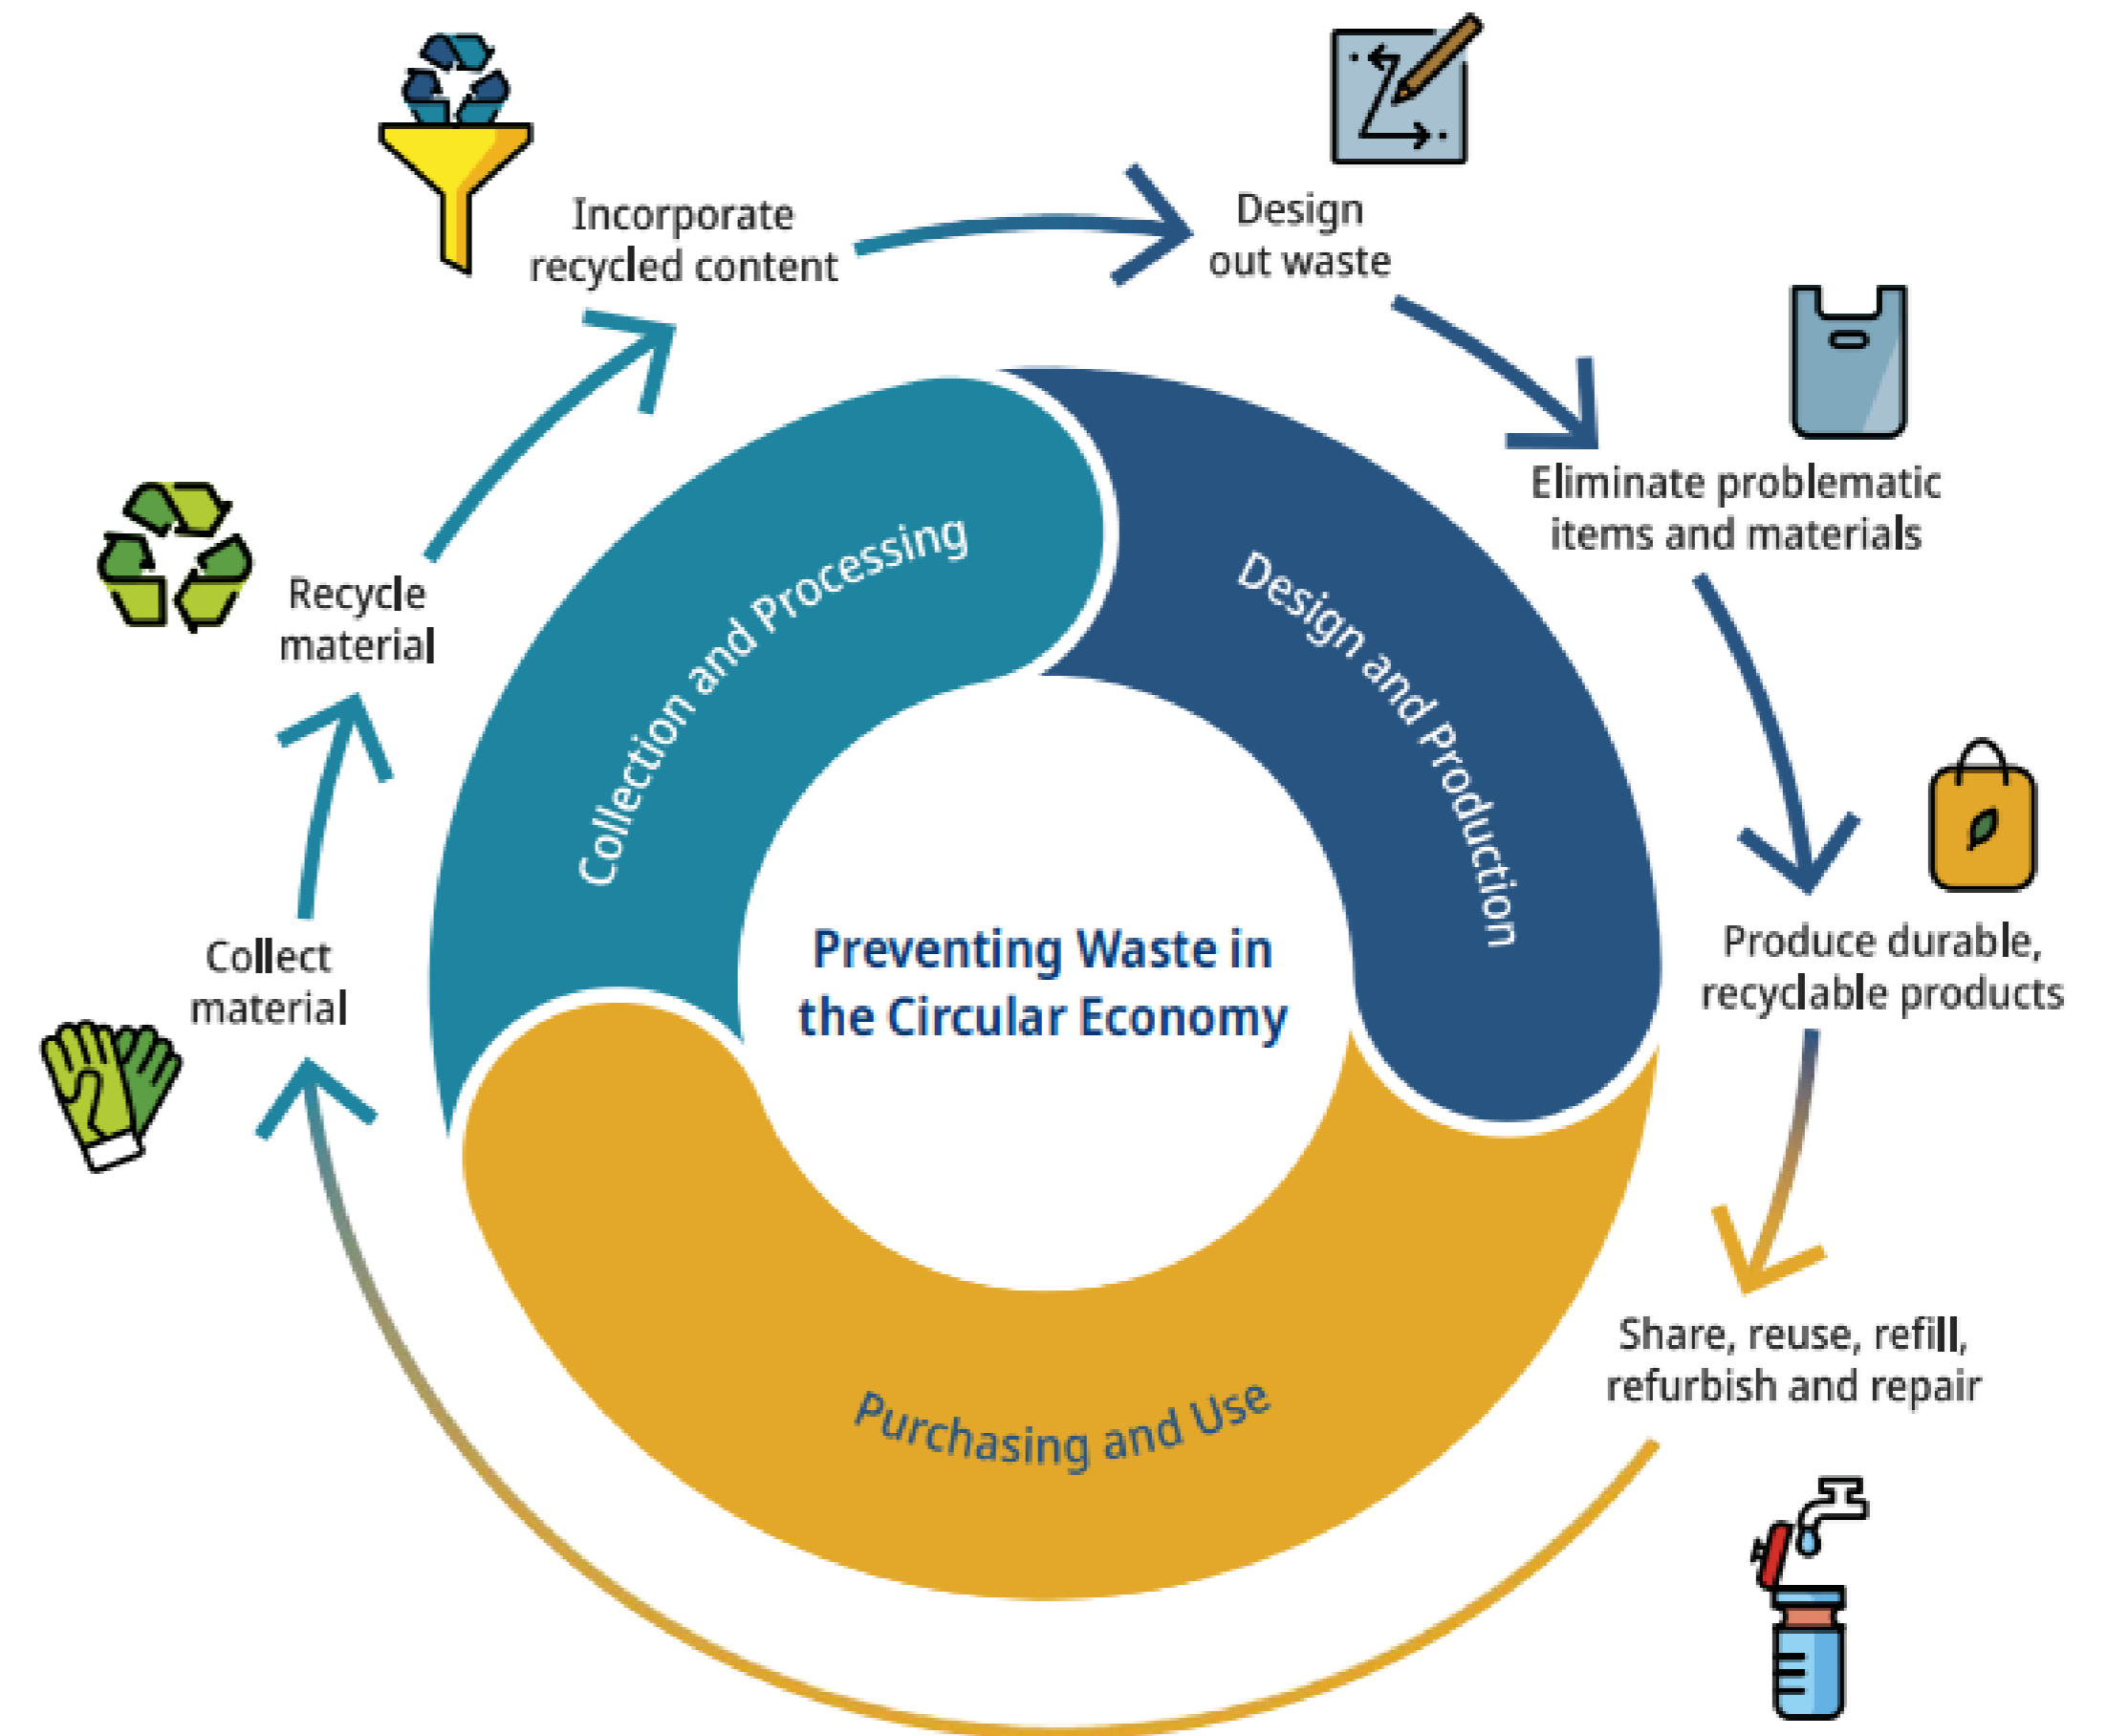 Incorporate
recycled content
Design
out waste
Eliminate problematic
items and materials
Recycle
material
Collection and Processing
Design and Production
Preventing Waste in
the Circular Economy
Produce durable,
recyclable products
Collect
material
Share, reuse, refill,
refurbish and repair
Purchasing and Use